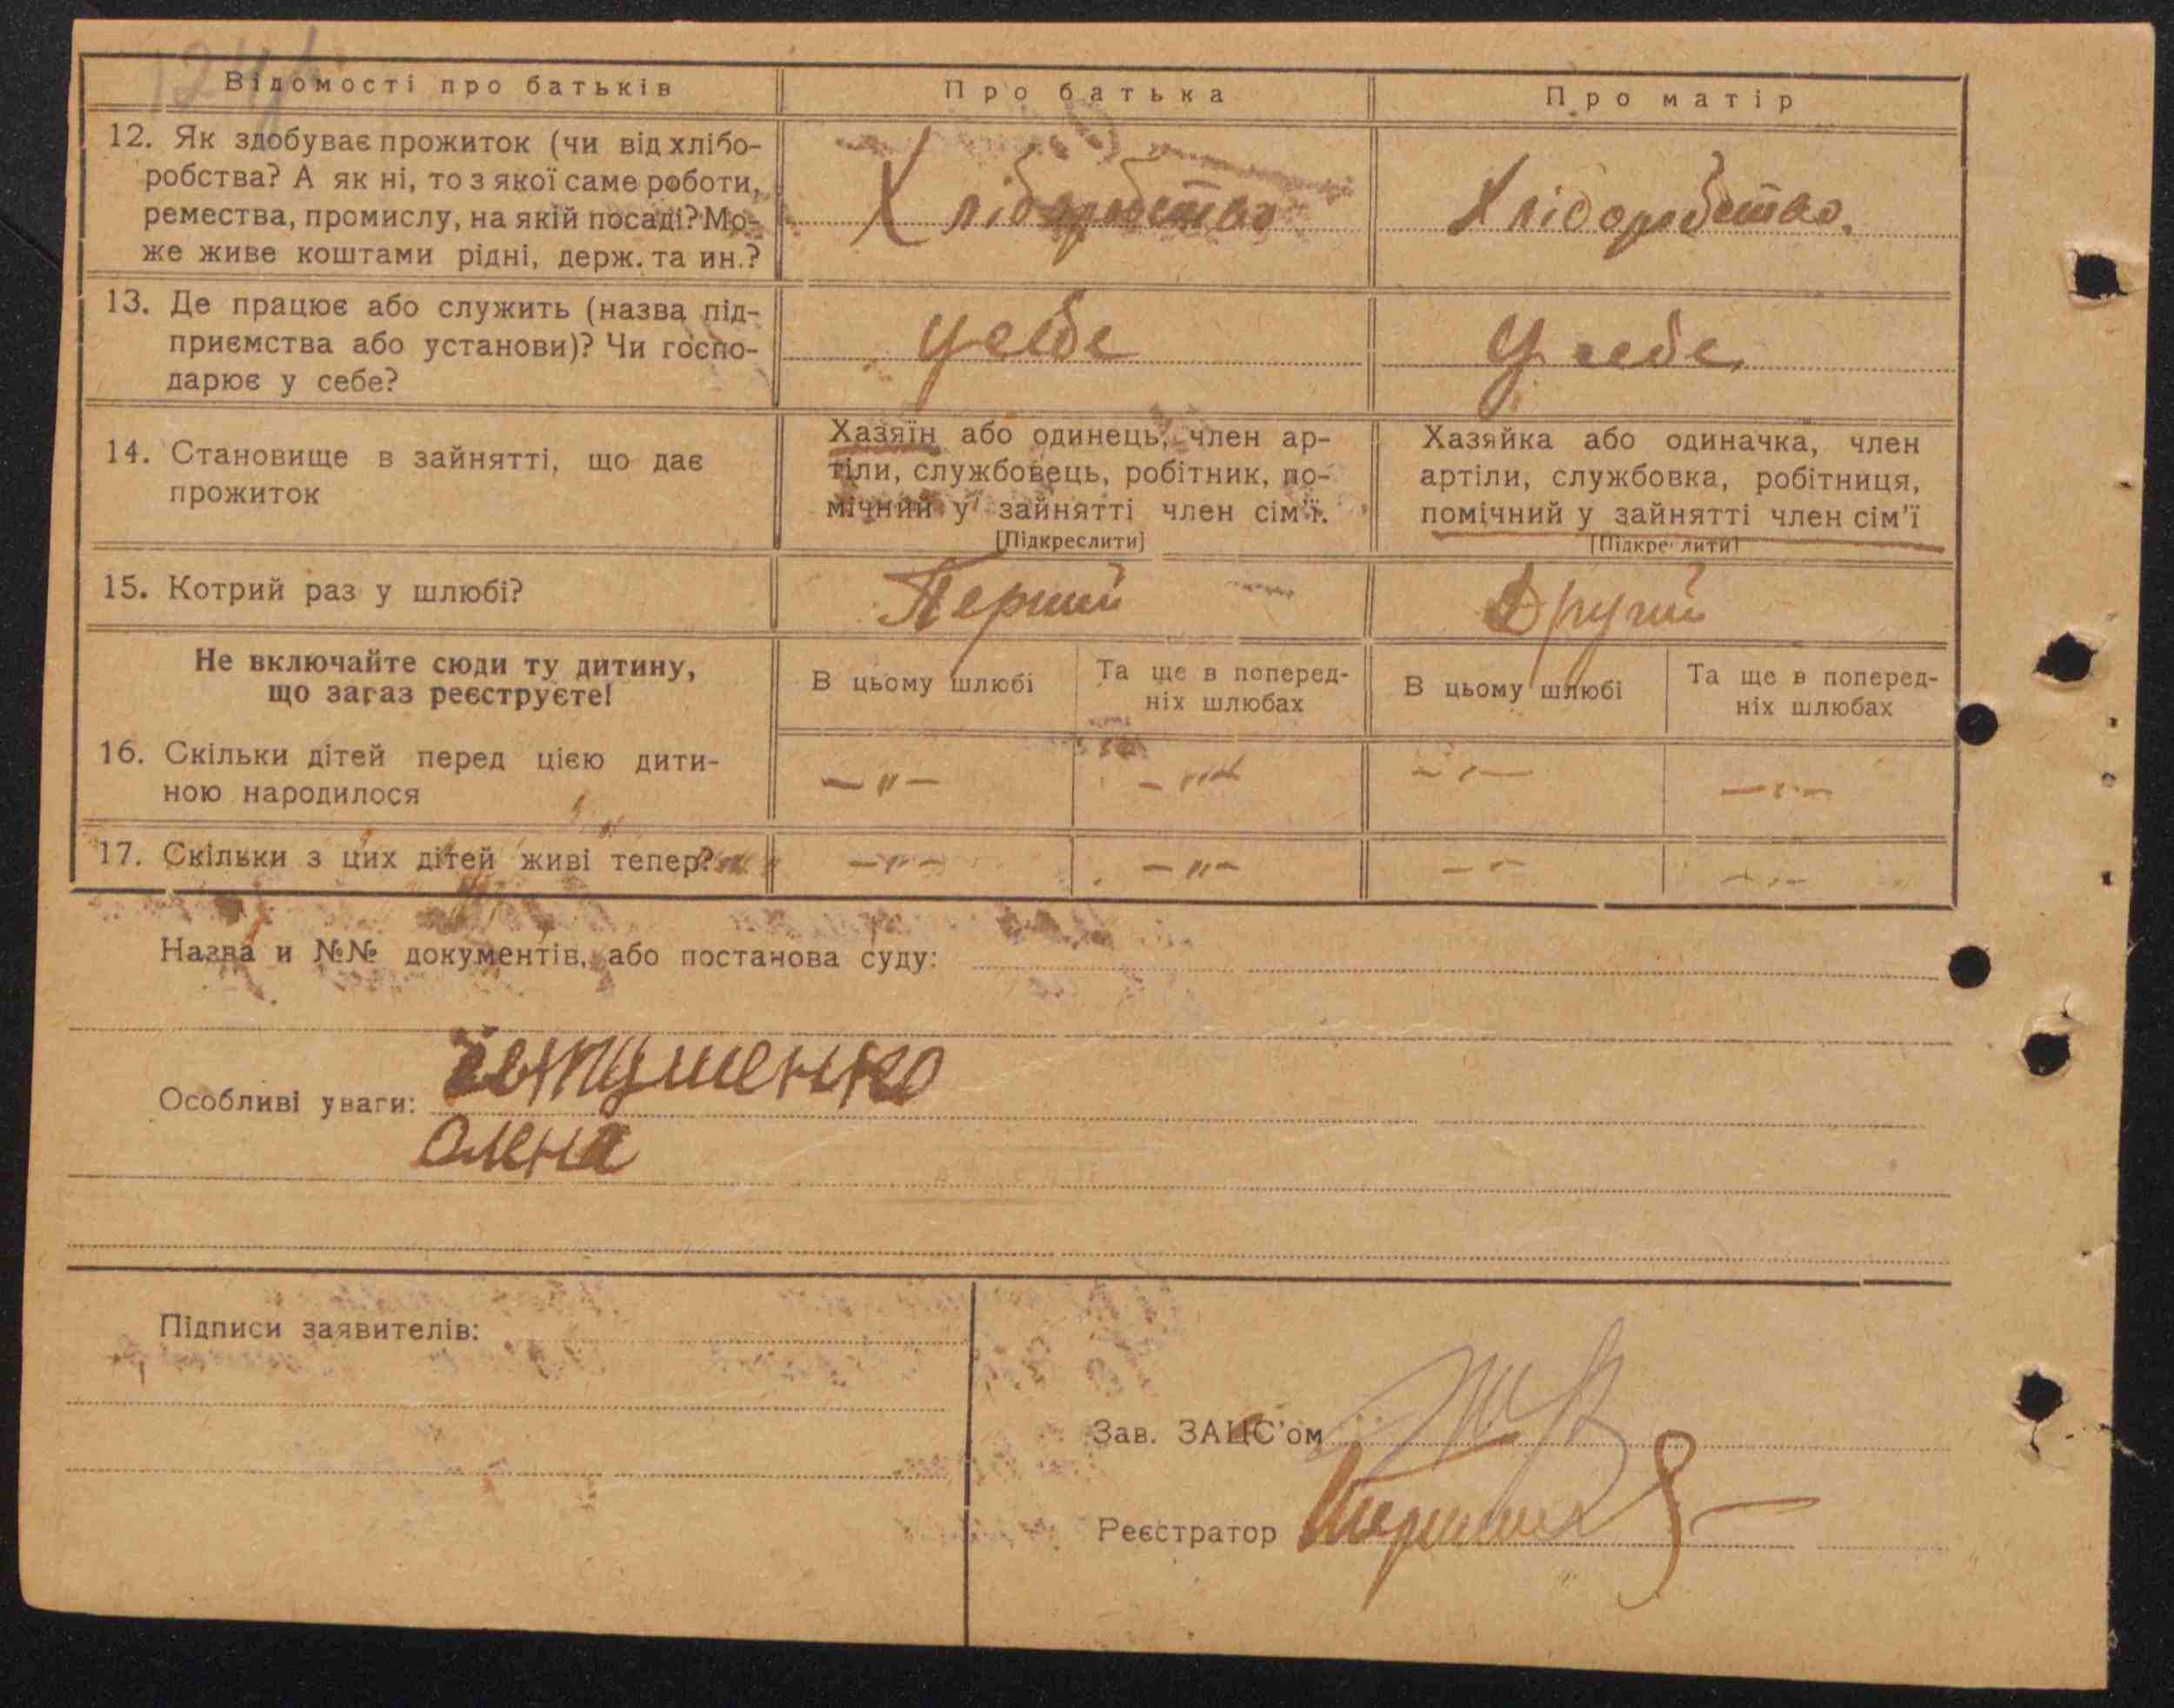 Відомості про батьків
Про батька
Про матір
12. Як здобуває прожиток (чи від хлібо-
робства? А як ні, то з якої саме роботи,
ремества, промислу, на якій посаді? Мо-
же живе коштами рідні, держ. та ин.?
Хліборобство
Хліборобство.
13. Де працює або служить (назва під-
приємства або установи)? Чи госпо-
дарює у себе?
у себе
У себе
14. Становище в зайнятті, що дає
прожиток
Хазяїн або одинець, член ар-
тіли, службовець, робітник, по-
мічний у зайнятті член сім'ї.
[Підкреслити]
Хазяйка або одиначка, член
артіли, службовка, робітниця,
помічний у зайнятті член сім'ї
[Підкреслити]
15. Котрий раз у шлюбі?
Перший
Другий
Не включайте сюди ту дитину,
що зараз реєструєте!
В цьому шлюбі
Та ще в поперед-
ніх шлюбах
В цьому шлюбі
Та ще в поперед-
ніх шлюбах
16. Скільки дітей перед цією дити-
ною народилося
— " —
— " —
— " —
— " —
17. Скільки з цих дітей живі тепер?
— " —
— " —
— " —
— " —
Назва и №№ документів, або постанова суду:
Особливі уваги:
Олена
Підписи заявителів:
Зав. ЗАЦС'ом
Реєстратор